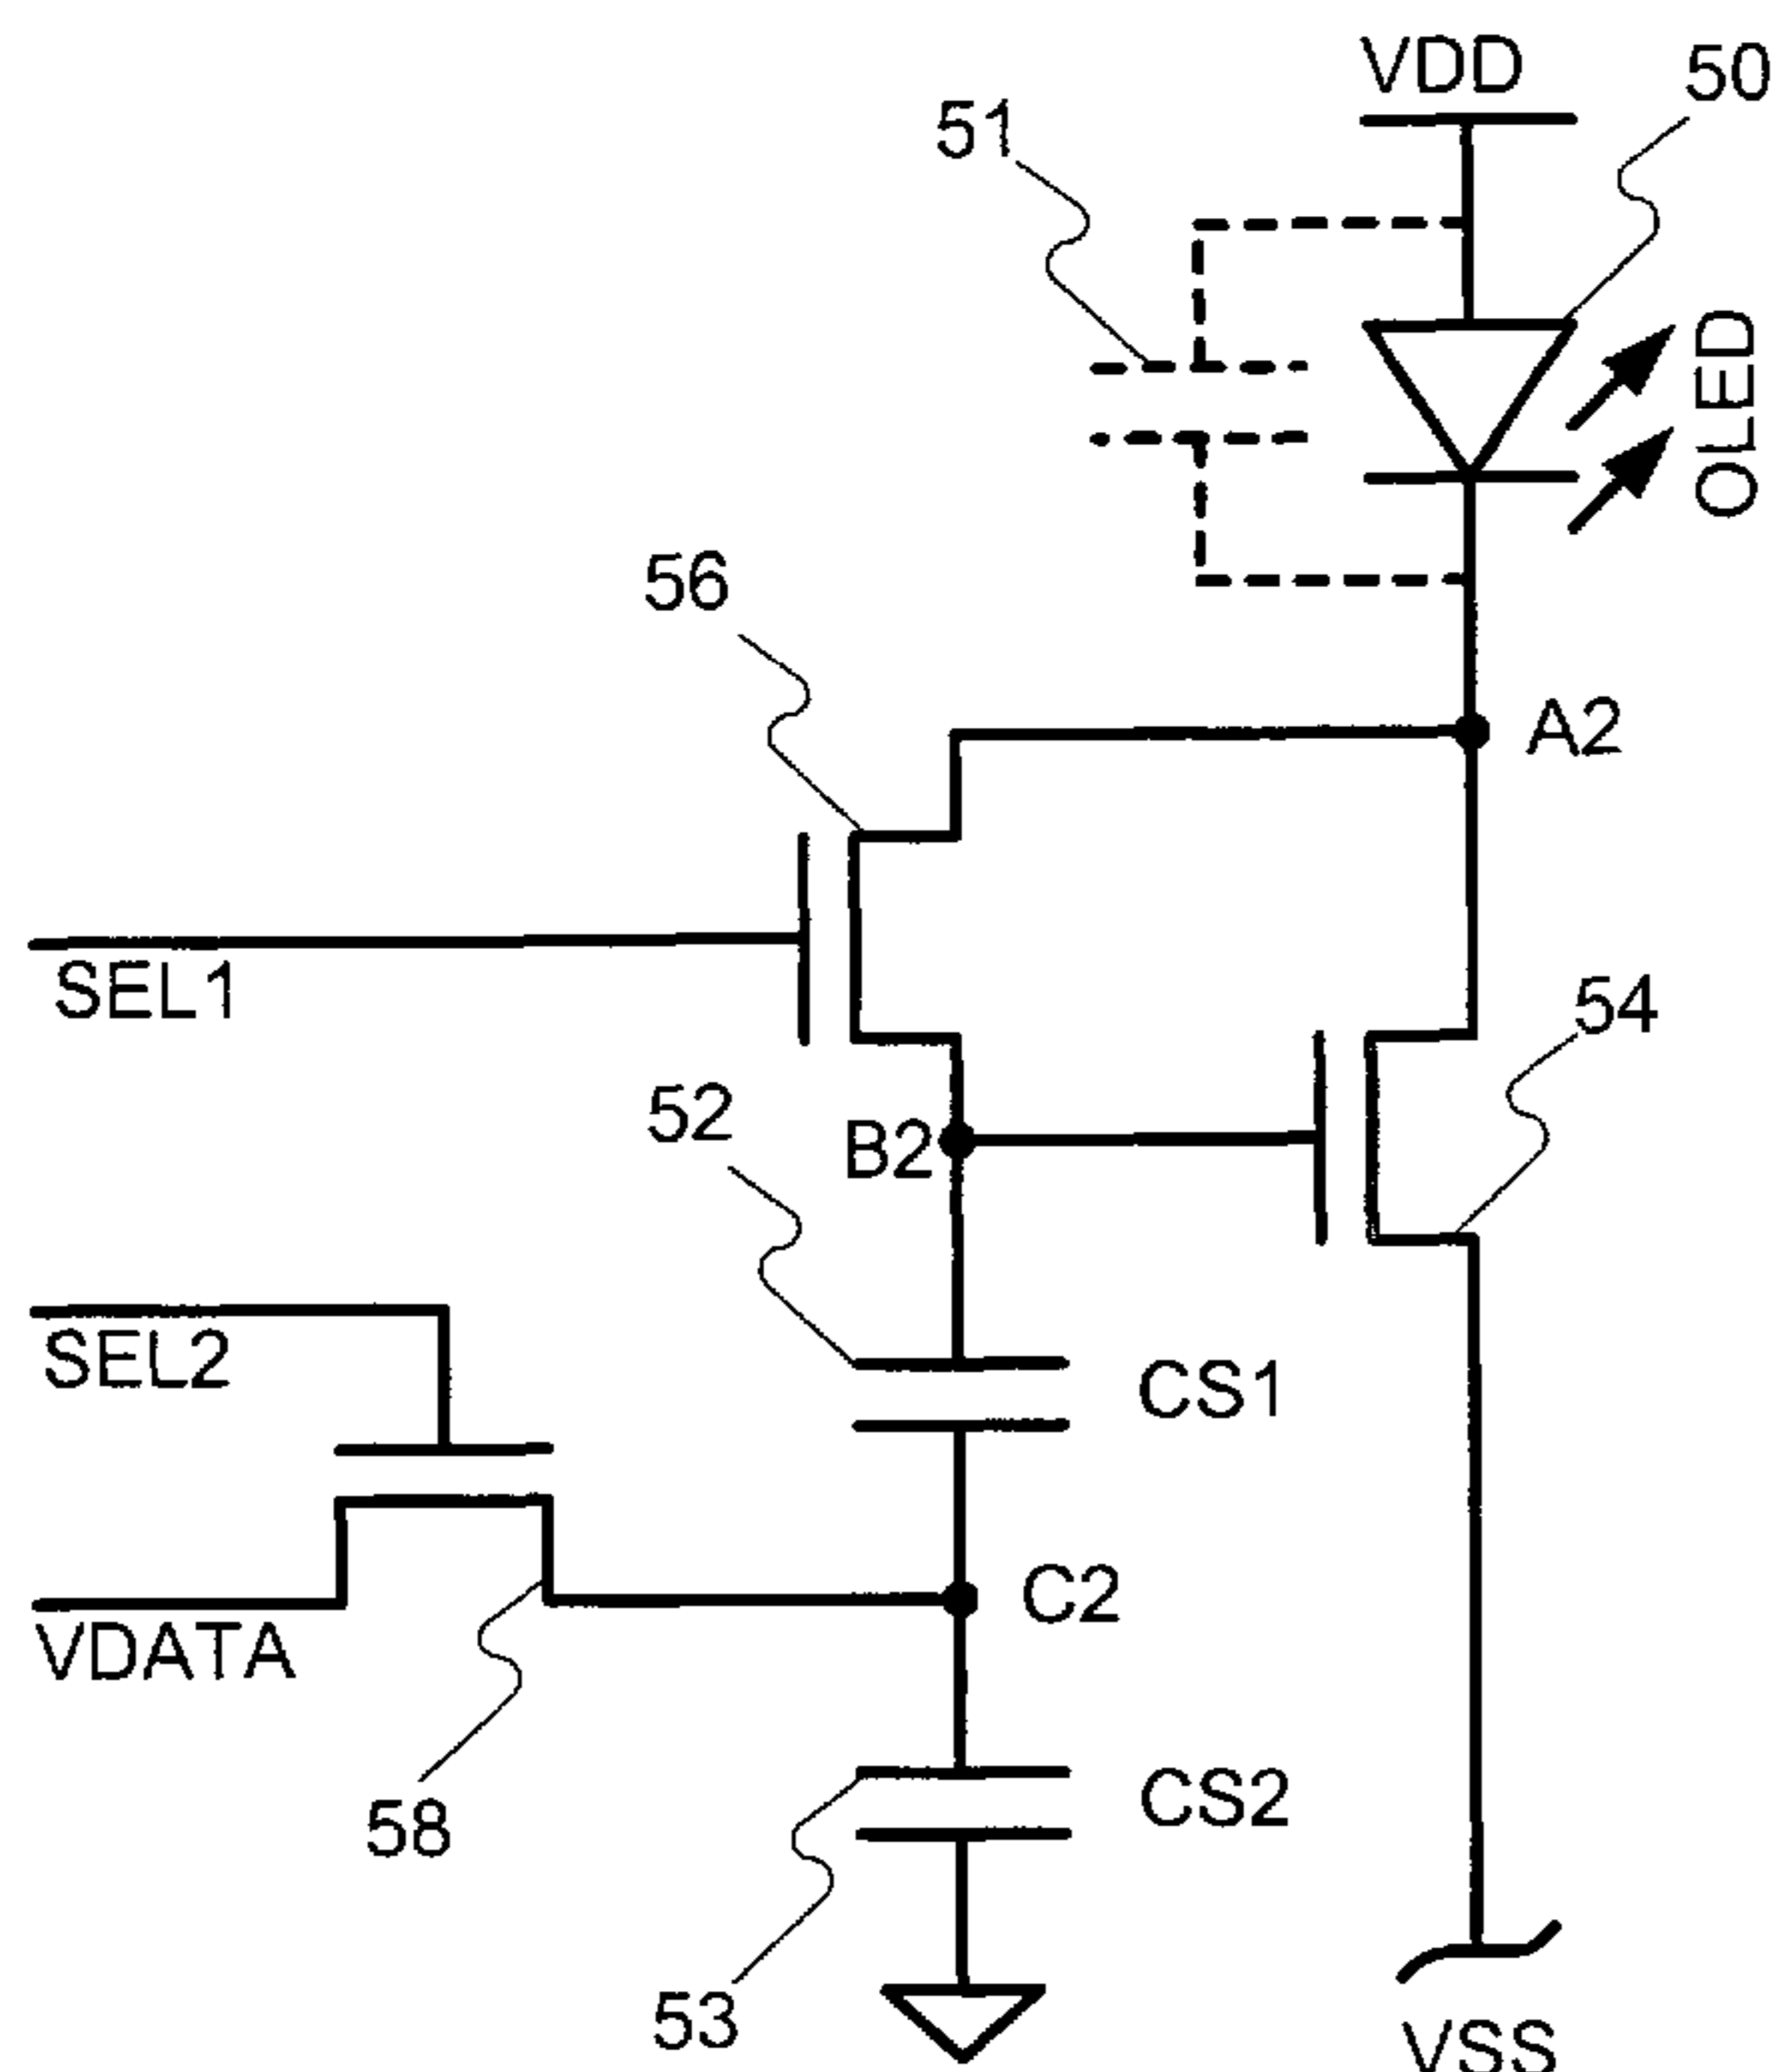 VDD
50
51
OLED
56
A2
SEL1
54
52
B2
SEL2
CS1
C2
VDATA
CS2
58
53
VSS